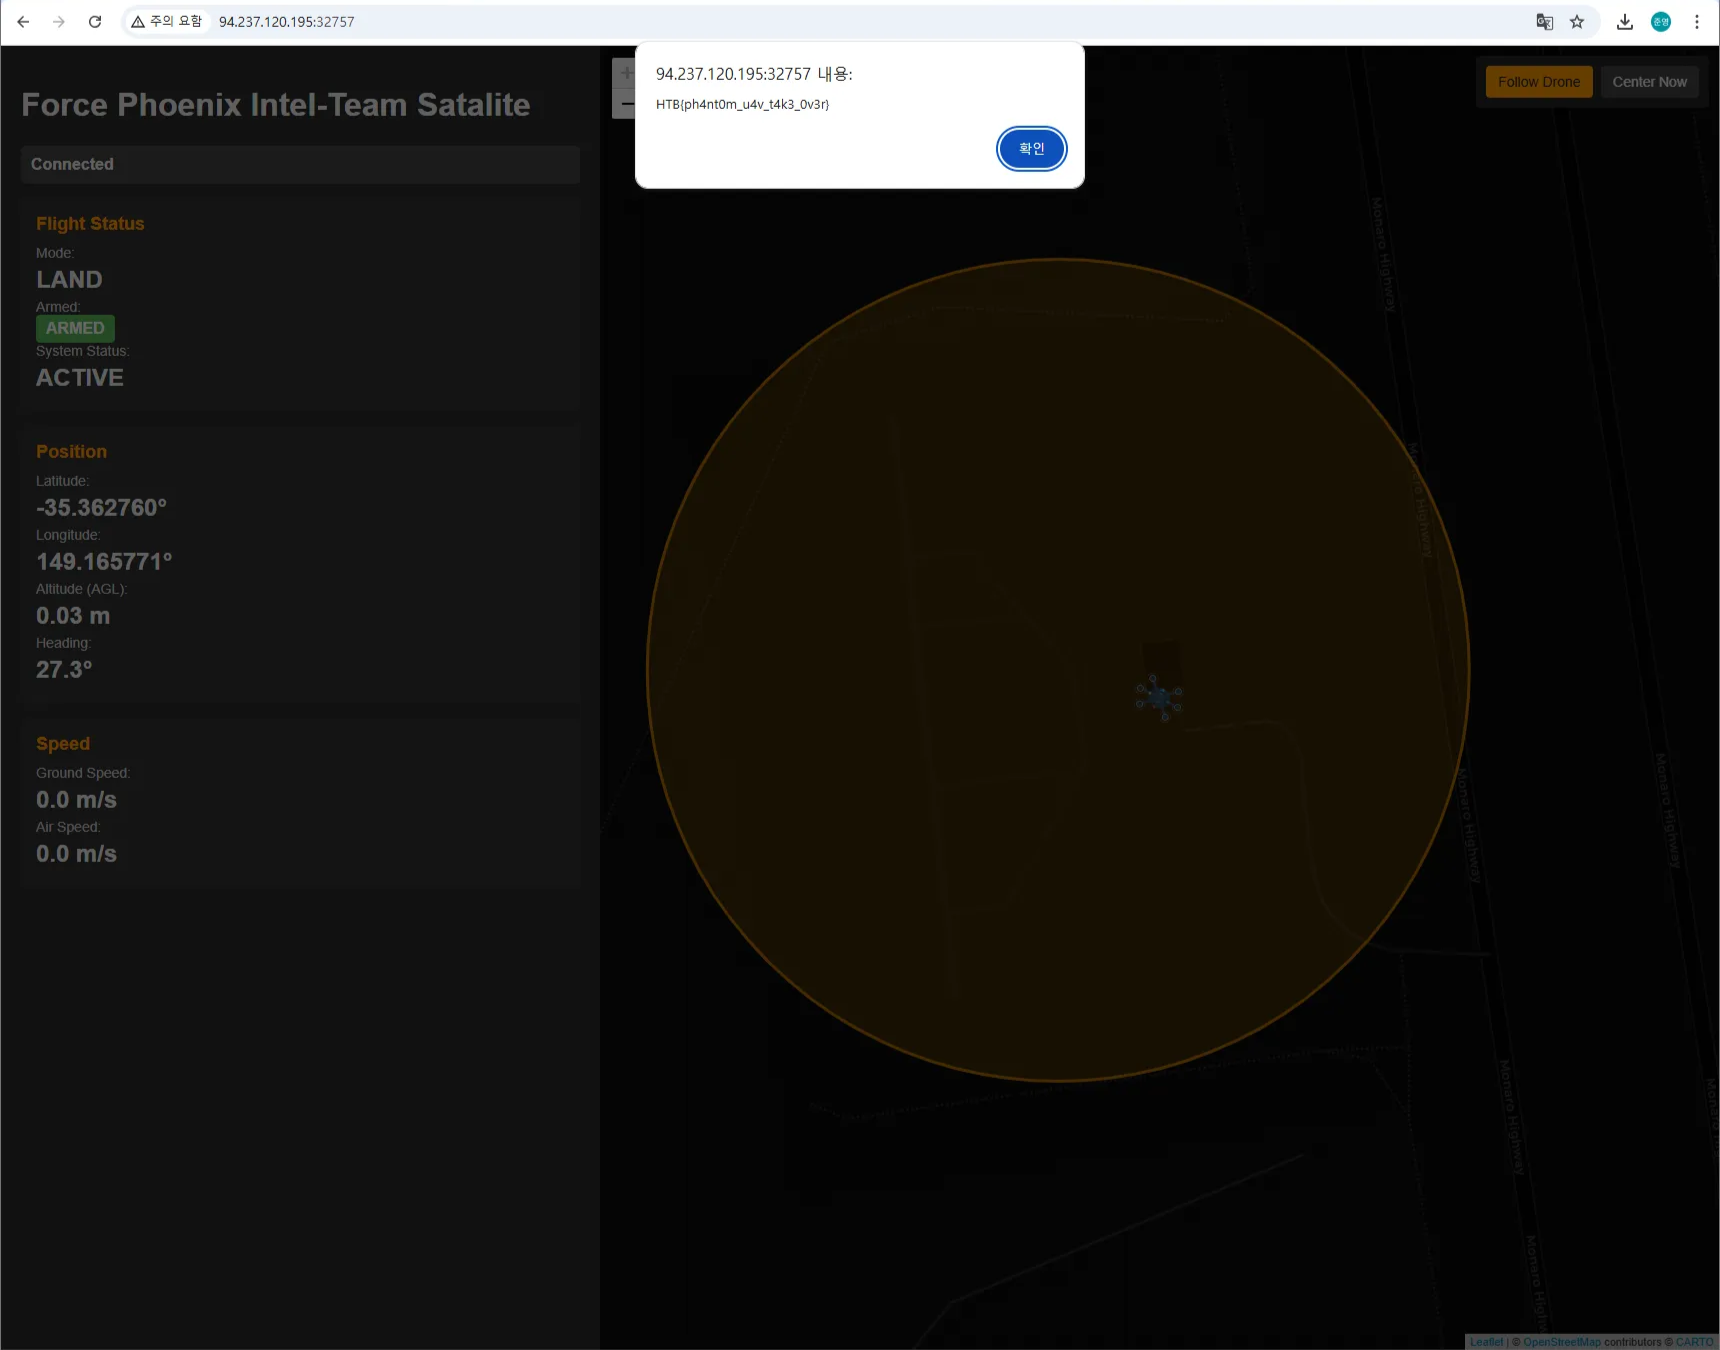 주의 요함
94.237.120.195:32757
준영
94.237.120.195:32757 내용:
HTB{ph4nt0m_u4v_t4k3_0v3r}
확인
+
−
Follow Drone
Center Now
Force Phoenix Intel-Team Satalite
Connected
Flight Status
Mode:
LAND
Armed:
ARMED
System Status:
ACTIVE
Position
Latitude:
-35.362760°
Longitude:
149.165771°
Altitude (AGL):
0.03 m
Heading:
27.3°
Speed
Ground Speed:
0.0 m/s
Air Speed:
0.0 m/s
Monaro Highway
Monaro Highway
Monaro Highway
Monaro Highway
Monaro Highway
Leaflet | © OpenStreetMap contributors © CARTO